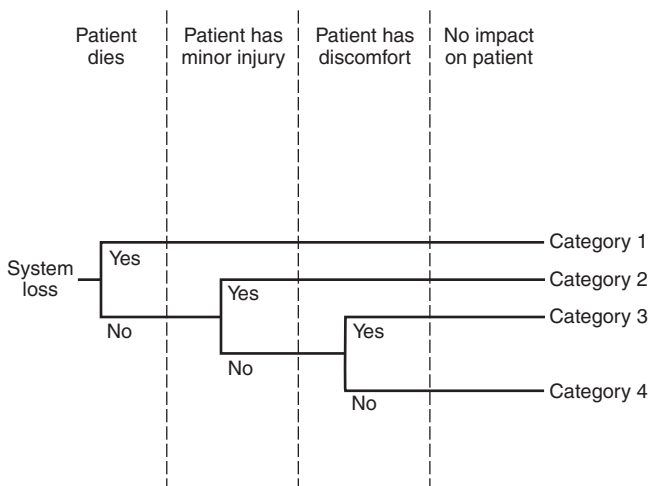 Patient
dies
Patient has
minor injury
Patient has
discomfort
No impact
on patient
System
loss
Yes
No
Yes
No
Yes
No
Category 1
Category 2
Category 3
Category 4